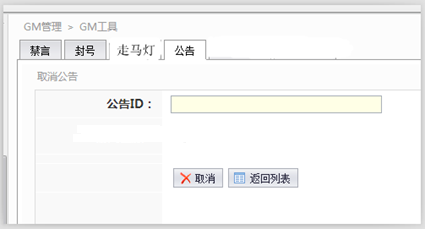 GM管理 > GM工具
禁言 封号 走马灯 公告
取消公告
公告ID：
取消 返回列表